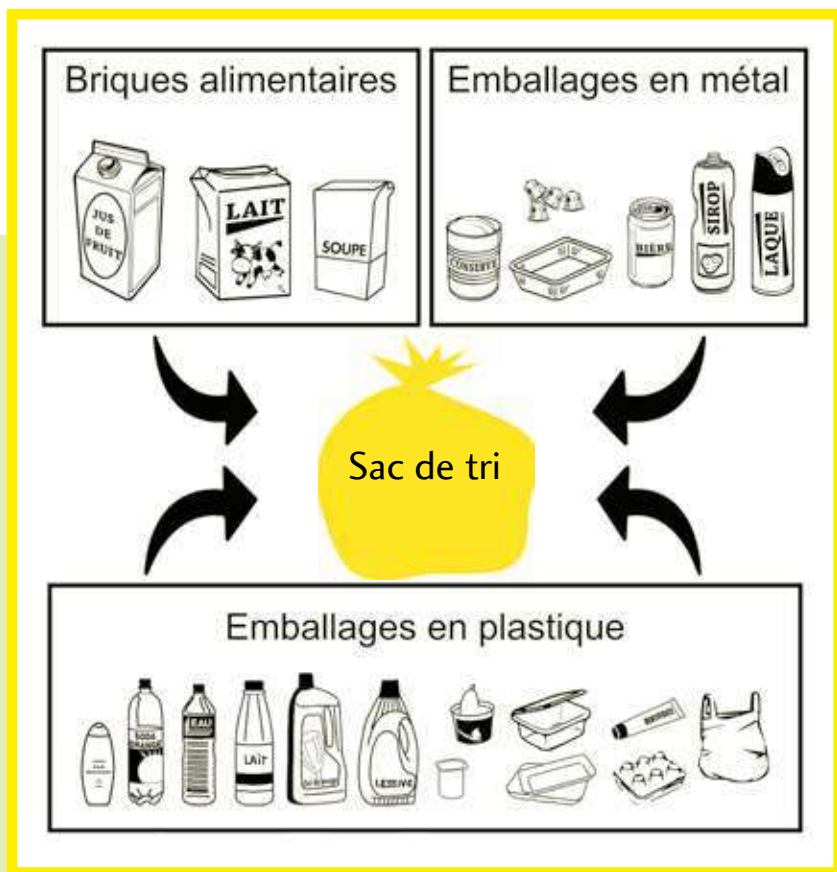 Briques alimentaires
JUS
DE
FRUIT
LAIT
SOUPE
Emballages en métal
CONSERVE
BIÈRE
SIROP
LAQUE
Sac de tri
Emballages en plastique
SODA
ORANGE
EAU
LAIT
LESSIVE